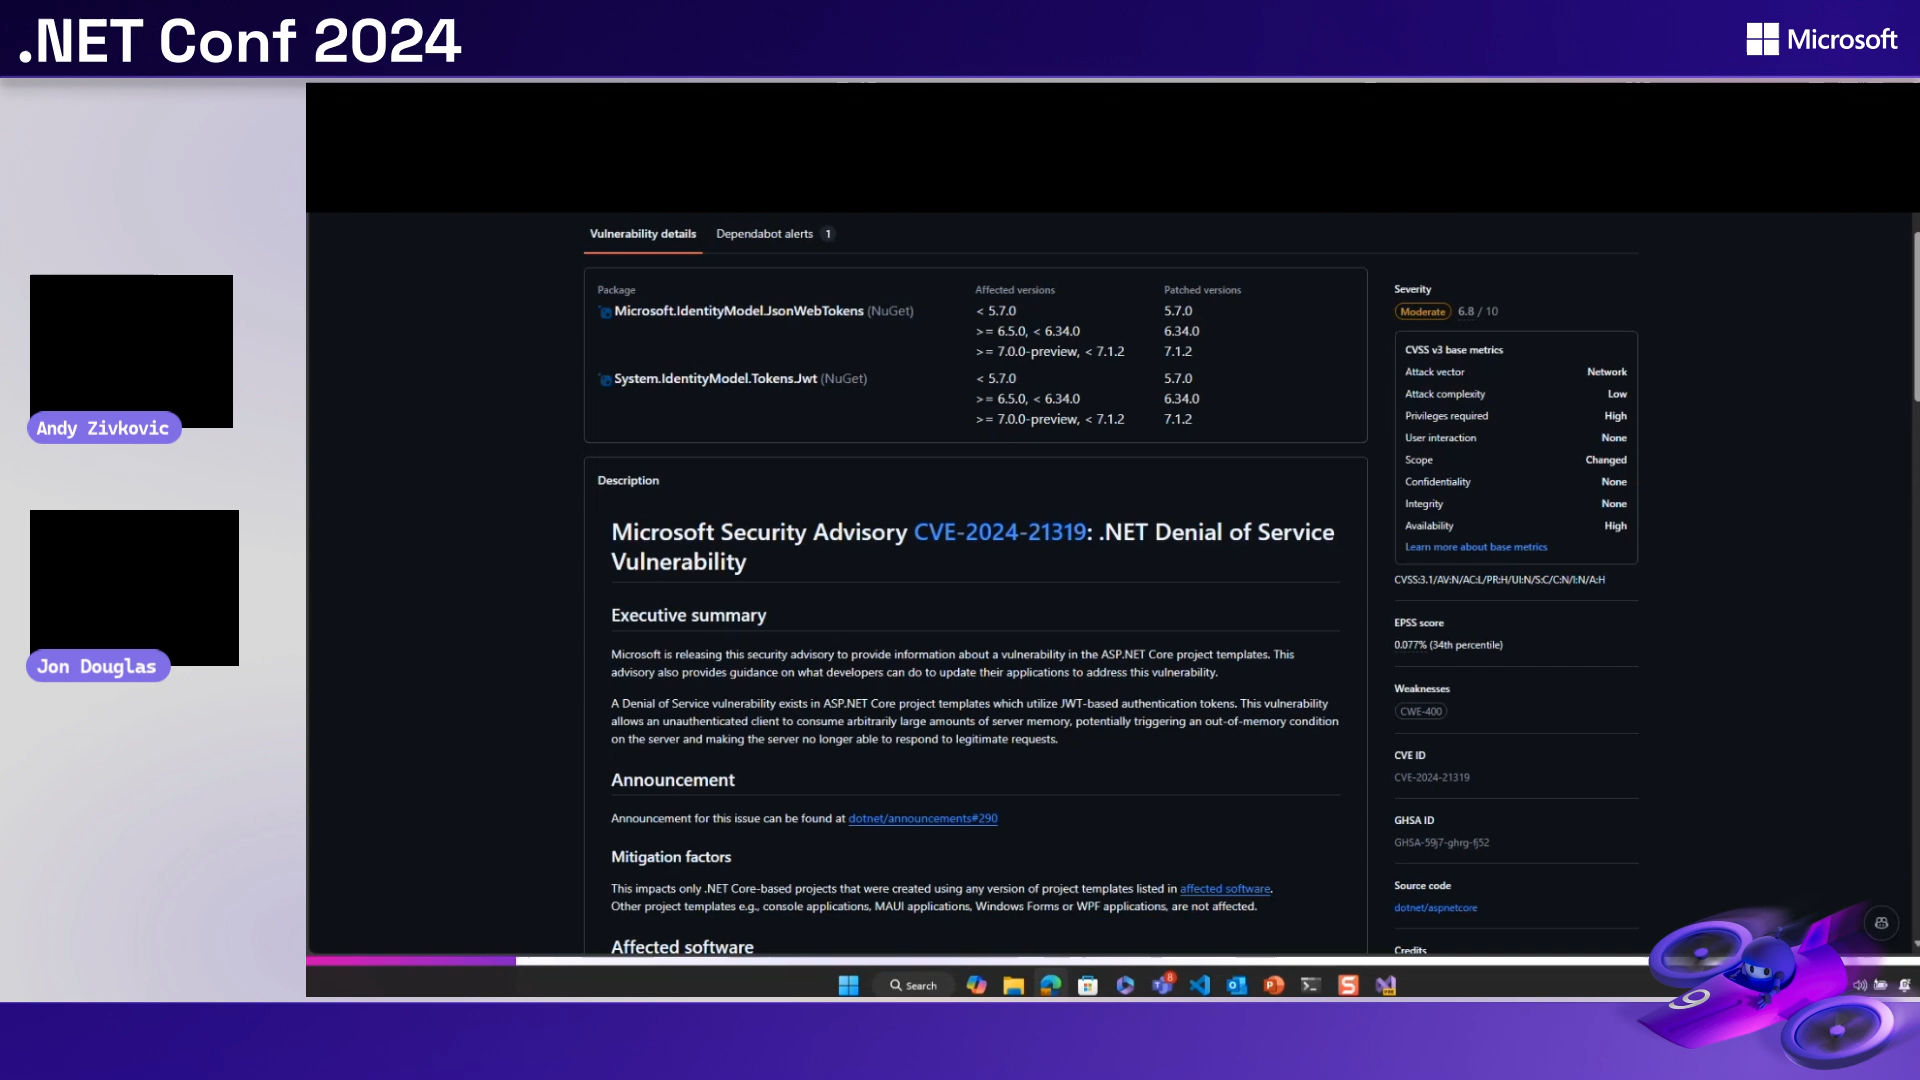 .NET Conf 2024
Microsoft
Andy Zivkovic
Jon Douglas
Vulnerability details
Dependabot alerts 1
Package
Affected versions
Patched versions
Microsoft.IdentityModel.JsonWebTokens (NuGet)
< 5.7.0
5.7.0
>= 6.5.0, < 6.34.0
6.34.0
>= 7.0.0-preview, < 7.1.2
7.1.2
System.IdentityModel.Tokens.Jwt (NuGet)
< 5.7.0
5.7.0
>= 6.5.0, < 6.34.0
6.34.0
>= 7.0.0-preview, < 7.1.2
7.1.2
Description
Microsoft Security Advisory CVE-2024-21319: .NET Denial of Service
Vulnerability
Executive summary
Microsoft is releasing this security advisory to provide information about a vulnerability in the ASP.NET Core project templates. This
advisory also provides guidance on what developers can do to update their applications to address this vulnerability.
A Denial of Service vulnerability exists in ASP.NET Core project templates which utilize JWT-based authentication tokens. This vulnerability
allows an unauthenticated client to consume arbitrarily large amounts of server memory, potentially triggering an out-of-memory condition
on the server and making the server no longer able to respond to legitimate requests.
Announcement
Announcement for this issue can be found at dotnet/announcements#290
Mitigation factors
This impacts only .NET Core-based projects that were created using any version of project templates listed in affected software.
Other project templates e.g., console applications, MAUI applications, Windows Forms or WPF applications, are not affected.
Affected software
Severity
Moderate 6.8 / 10
CVSS v3 base metrics
Attack vector Network
Attack complexity Low
Privileges required High
User interaction None
Scope Changed
Confidentiality None
Integrity None
Availability High
Learn more about base metrics
CVSS:3.1/AV:N/AC:L/PR:H/UI:N/S:C/C:N/I:N/A:H
EPSS score
0.077% (34th percentile)
Weaknesses
CWE-400
CVE ID
CVE-2024-21319
GHSA ID
GHSA-59j7-ghrg-fj52
Source code
dotnet/aspnetcore
Credits
Search
8
9